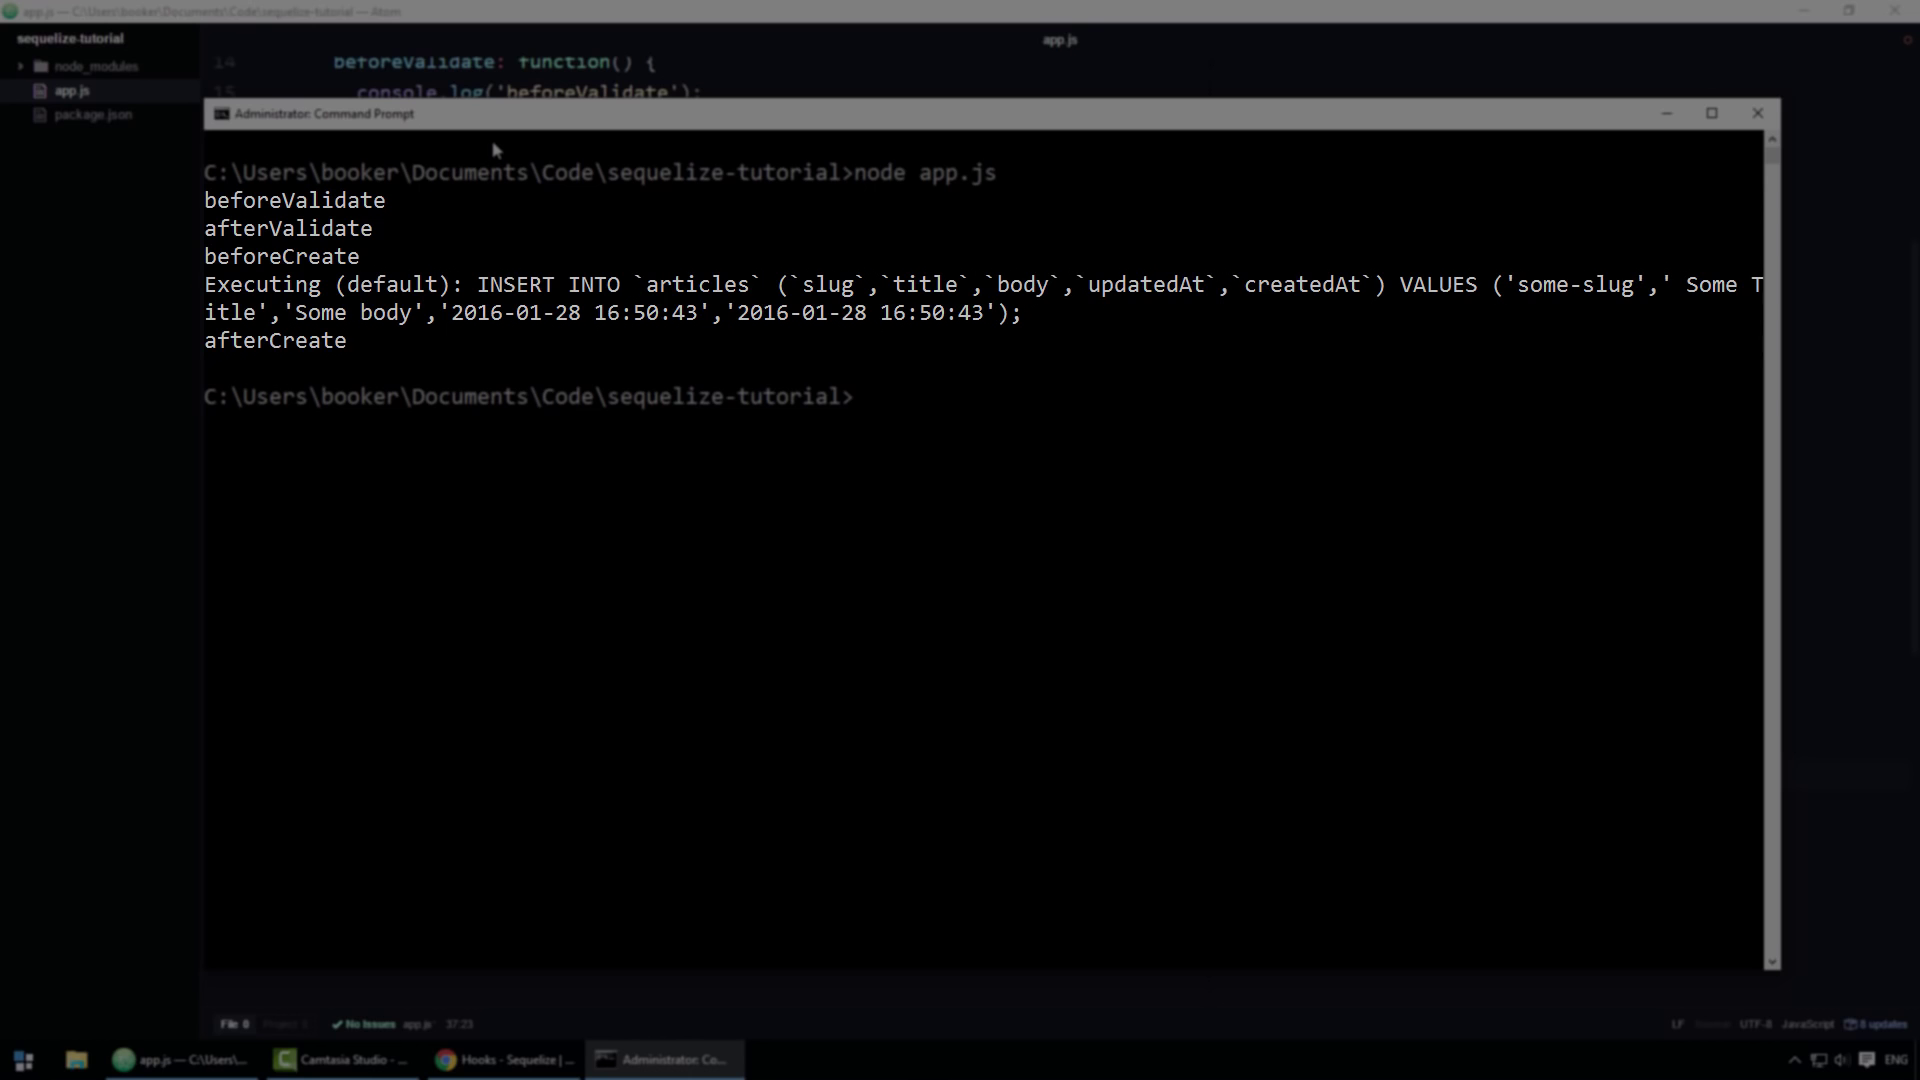 app.js — C:\Users\booker\Documents\Code\sequelize-tutorial — Atom
sequelize-tutorial
node_modules
app.js
package.json
app.js
14 beforeValidate: function() {
15 console.log('beforeValidate');
Administrator: Command Prompt
C:\Users\booker\Documents\Code\sequelize-tutorial>node app.js
beforeValidate
afterValidate
beforeCreate
Executing (default): INSERT INTO `articles` (`slug`,`title`,`body`,`updatedAt`,`createdAt`) VALUES ('some-slug',' Some T
itle','Some body','2016-01-28 16:50:43','2016-01-28 16:50:43');
afterCreate
C:\Users\booker\Documents\Code\sequelize-tutorial>
File 0 Project 0 No Issues app.js 37:23
LF UTF-8 JavaScript 8 updates
app.js — C:\Users\... Camtasia Studio - ... Hooks - Sequelize | ... Administrator: Co... ENG